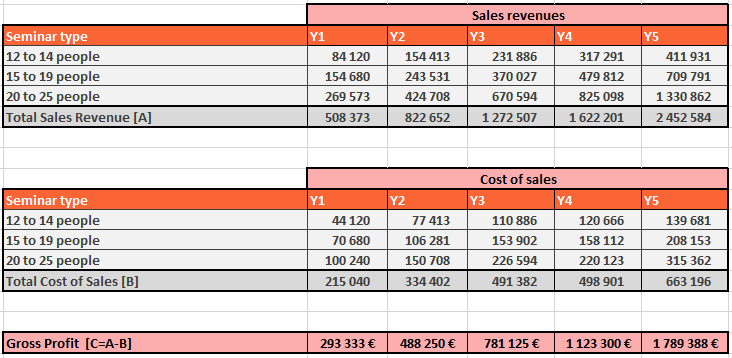 Sales revenues
Seminar type Y1 Y2 Y3 Y4 Y5
12 to 14 people 84 120 154 413 231 886 317 291 411 931
15 to 19 people 154 680 243 531 370 027 479 812 709 791
20 to 25 people 269 573 424 708 670 594 825 098 1 330 862
Total Sales Revenue [A] 508 373 822 652 1 272 507 1 622 201 2 452 584
Cost of sales
Seminar type Y1 Y2 Y3 Y4 Y5
12 to 14 people 44 120 77 413 110 886 120 666 139 681
15 to 19 people 70 680 106 281 153 902 158 112 208 153
20 to 25 people 100 240 150 708 226 594 220 123 315 362
Total Cost of Sales [B] 215 040 334 402 491 382 498 901 663 196
Gross Profit [C=A-B] 293 333 € 488 250 € 781 125 € 1 123 300 € 1 789 388 €